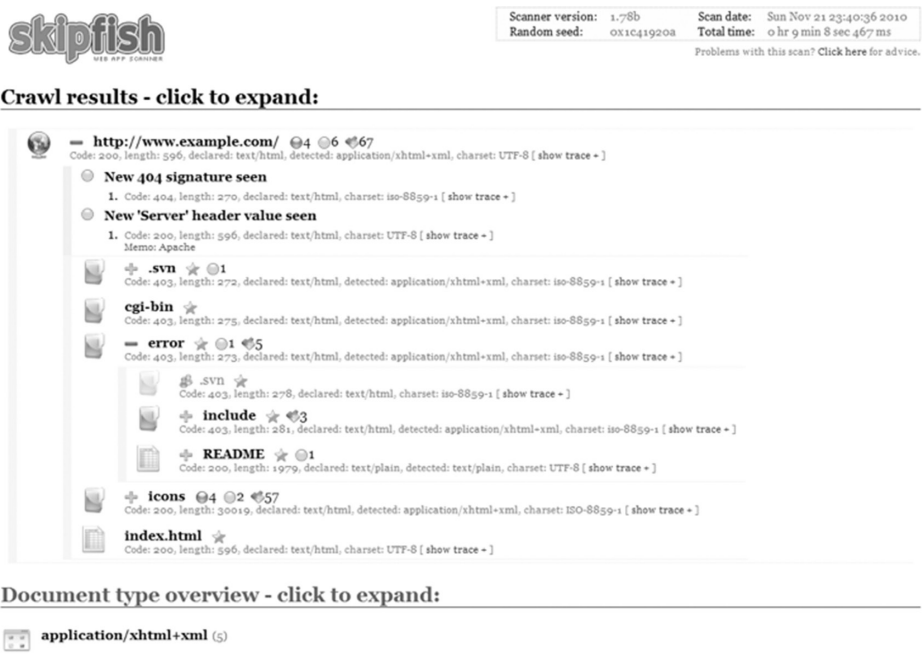 skipfish
WEB APP SCANNER
Scanner version: 1.78b Scan date: Sun Nov 21 23:40:36 2010
Random seed: 0x1c41920a Total time: 0 hr 9 min 8 sec 467 ms
Problems with this scan? Click here for advice.
Crawl results - click to expand:
http://www.example.com/ 4 6 67
Code: 200, length: 596, declared: text/html, detected: application/xhtml+xml, charset: UTF-8 [ show trace + ]
New 404 signature seen
1. Code: 404, length: 270, declared: text/html, charset: iso-8859-1 [ show trace + ]
New 'Server' header value seen
1. Code: 200, length: 596, declared: text/html, charset: UTF-8 [ show trace + ]
Memo: Apache
.svn 1
Code: 403, length: 272, declared: text/html, detected: application/xhtml+xml, charset: iso-8859-1 [ show trace + ]
cgi-bin
Code: 403, length: 275, declared: text/html, detected: application/xhtml+xml, charset: iso-8859-1 [ show trace + ]
error 1 5
Code: 403, length: 273, declared: text/html, detected: application/xhtml+xml, charset: iso-8859-1 [ show trace + ]
.svn
Code: 403, length: 278, declared: text/html, charset: iso-8859-1 [ show trace + ]
include 3
Code: 403, length: 281, declared: text/html, detected: application/xhtml+xml, charset: iso-8859-1 [ show trace + ]
README 1
Code: 200, length: 1979, declared: text/plain, detected: text/plain, charset: UTF-8 [ show trace + ]
icons 4 2 57
Code: 200, length: 30019, declared: text/html, detected: application/xhtml+xml, charset: ISO-8859-1 [ show trace + ]
index.html
Code: 200, length: 596, declared: text/html, charset: UTF-8 [ show trace + ]
Document type overview - click to expand:
application/xhtml+xml (5)